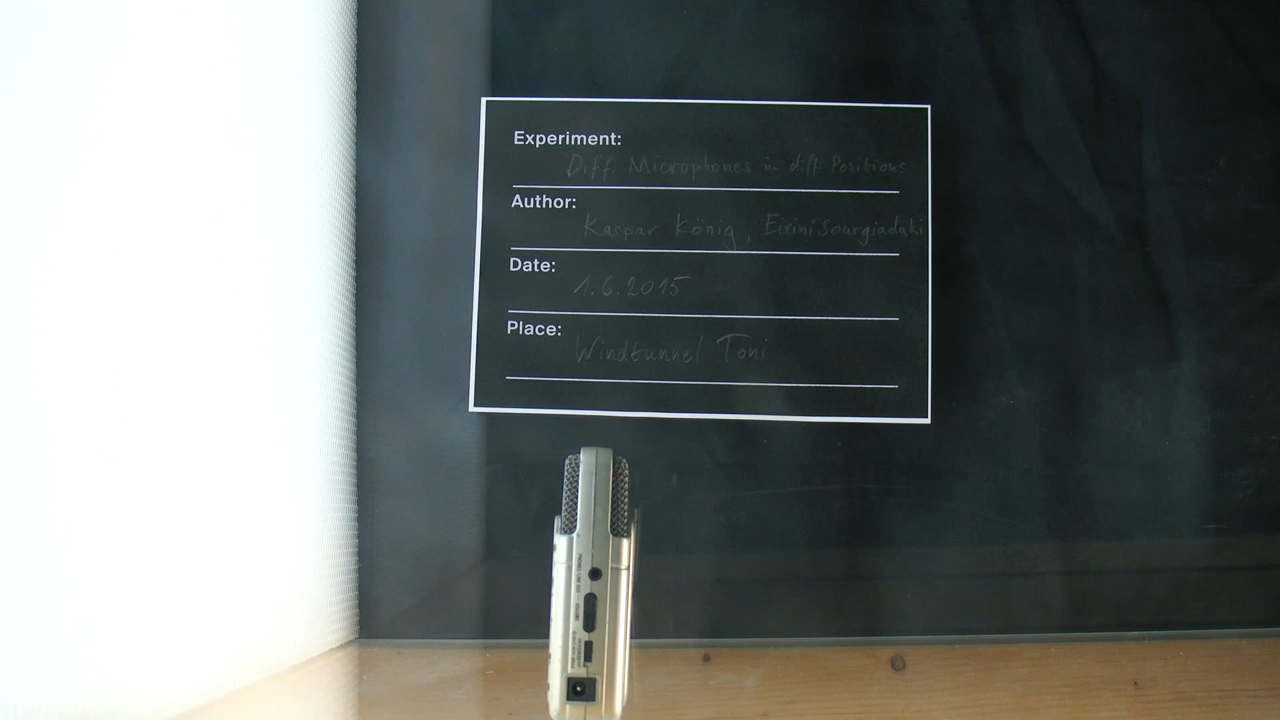 Experiment:
Diff. Microphones in diff. Positions
Author:
Kaspar König, Eirini Sourgiadaki
Date:
1.6.2015
Place:
Windtunnel Toni